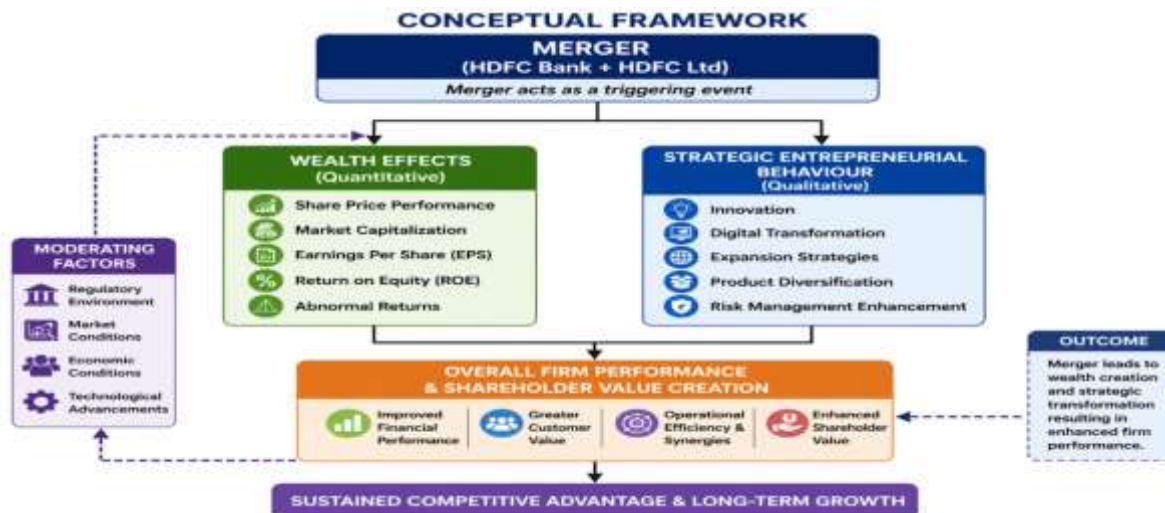 CONCEPTUAL FRAMEWORK
MERGER
(HDFC Bank + HDFC Ltd)
Merger acts as a triggering event
WEALTH EFFECTS
(Quantitative)
Share Price Performance
Market Capitalization
Earnings Per Share (EPS)
Return on Equity (ROE)
Abnormal Returns
STRATEGIC ENTREPRENEURIAL
BEHAVIOUR
(Qualitative)
Innovation
Digital Transformation
Expansion Strategies
Product Diversification
Risk Management Enhancement
MODERATING
FACTORS
Regulatory
Environment
Market
Conditions
Economic
Conditions
Technological
Advancements
OVERALL FIRM PERFORMANCE
& SHAREHOLDER VALUE CREATION
Improved
Financial
Performance
Greater
Customer
Value
Operational
Efficiency &
Synergies
Enhanced
Shareholder
Value
OUTCOME
Merger leads to
wealth creation
and strategic
transformation
resulting in
enhanced firm
performance.
SUSTAINED COMPETITIVE ADVANTAGE & LONG-TERM GROWTH